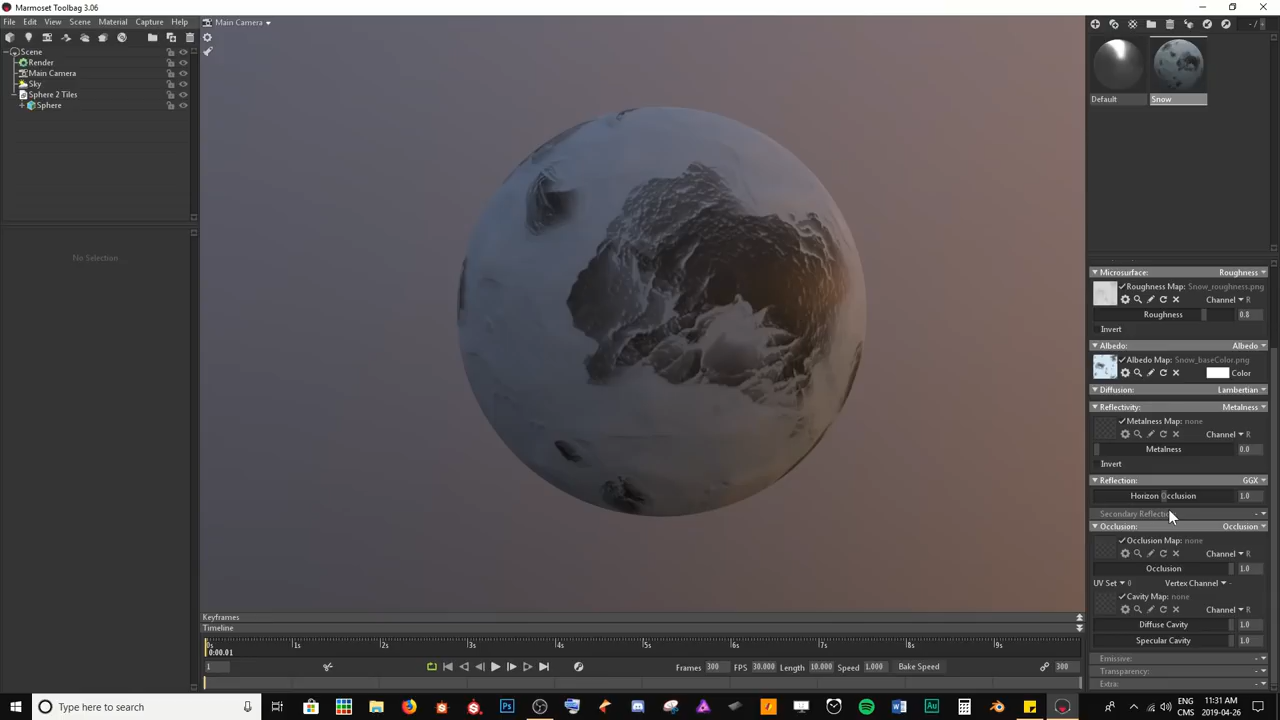 Marmoset Toolbag 3.06
File Edit View Scene Material Capture Help
Main Camera
Scene
Render
Main Camera
Sky
Sphere 2 Tiles
Sphere
No Selection
Default
Snow
Microsurface: Roughness
Roughness Map: Snow_roughness.png
Channel R
Roughness 0.8
Invert
Albedo: Albedo
Albedo Map: Snow_baseColor.png
Color
Diffusion: Lambertian
Reflectivity: Metalness
Metalness Map: none
Channel R
Metalness 0.0
Invert
Reflection: GGX
Horizon Occlusion 1.0
Secondary Reflection -
Occlusion: Occlusion
Occlusion Map: none
Channel R
Occlusion 1.0
UV Set 0 Vertex Channel -
Cavity Map: none
Channel R
Diffuse Cavity 1.0
Specular Cavity 1.0
Emissive: -
Transparency: -
Extra: -
Keyframes
Timeline
0s 1s 2s 3s 4s 5s 6s 7s 8s 9s
0:00.01
1 Frames 300 FPS 30.000 Length 10.000 Speed 1.000 Bake Speed 300
Type here to search
ENG
CMS
11:31 AM
2019-04-26